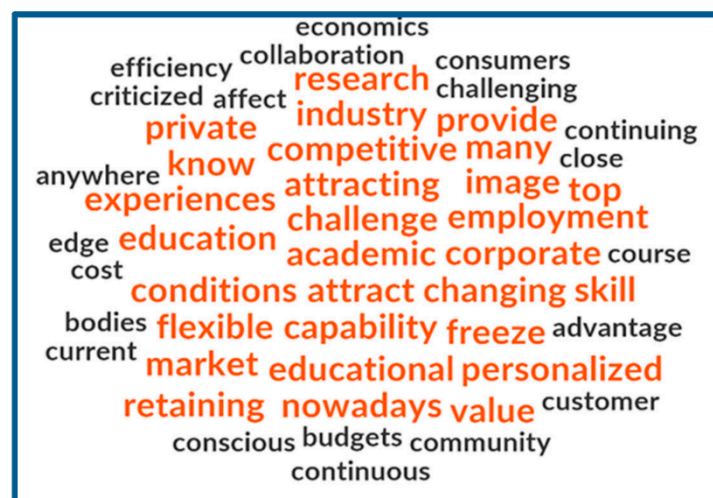 economics
collaboration consumers
efficiency research challenging
criticized affect industry provide
private competitive many continuing
know close
anywhere attracting image top
experiences challenge employment
edge education academic corporate course
cost conditions attract changing skill
bodies flexible capability freeze advantage
current market educational personalized
retaining nowadays value customer
conscious budgets community
continuous